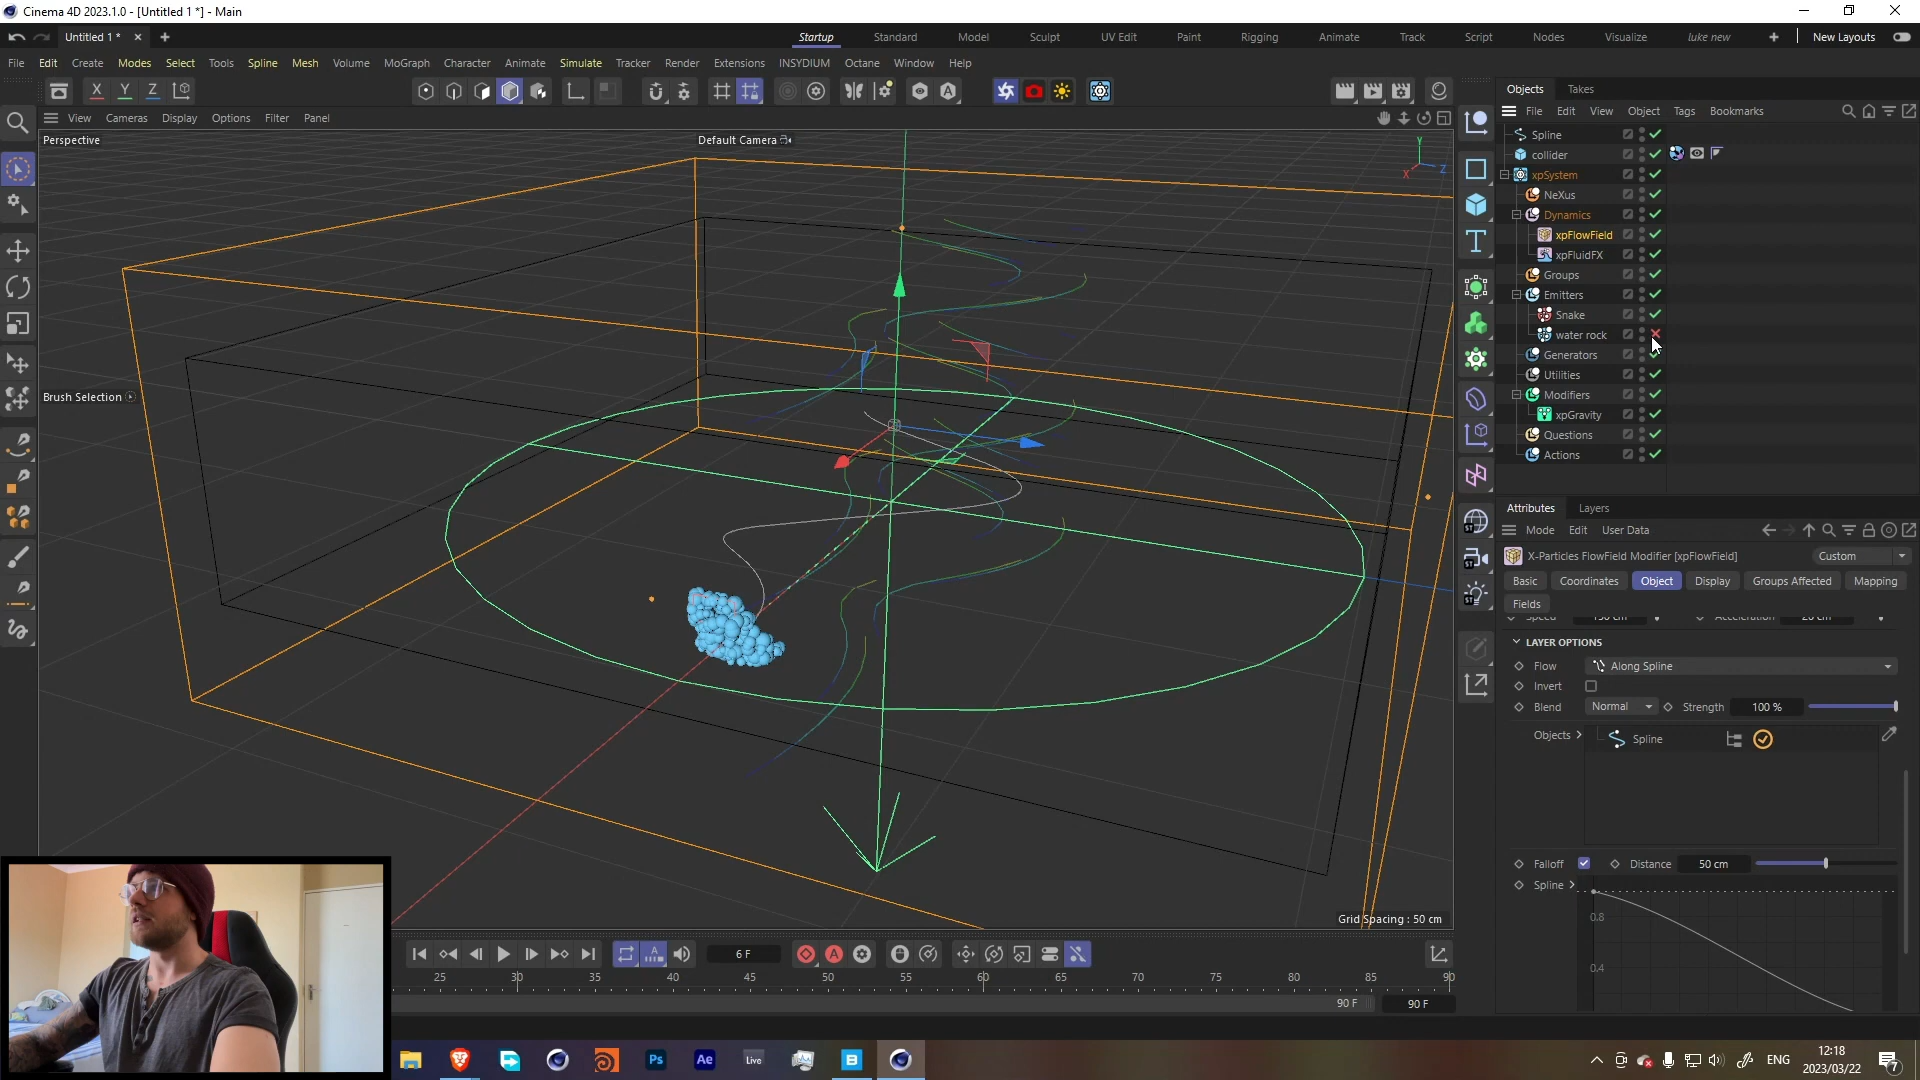 Cinema 4D 2023.1.0 - [Untitled 1 *] - Main
Untitled 1 *
Startup Standard Model Sculpt UV Edit Paint Rigging Animate Track Script Nodes Visualize luke new New Layouts
File Edit Create Modes Select Tools Spline Mesh Volume MoGraph Character Animate Simulate Tracker Render Extensions INSYDIUM Octane Window Help
X Y Z
Objects Takes
View Cameras Display Options Filter Panel
File Edit View Object Tags Bookmarks
Perspective
Default Camera
Y
X
Z
Spline
collider
xpSystem
NeXus
Dynamics
xpFlowField
xpFluidFX
Groups
Emitters
Snake
water rock
Generators
Utilities
Modifiers
xpGravity
Questions
Actions
Brush Selection
Attributes Layers
Mode Edit User Data
X-Particles FlowField Modifier [xpFlowField]
Custom
Basic Coordinates Object Display Groups Affected Mapping
Fields
LAYER OPTIONS
Flow Along Spline
Invert
Blend Normal Strength 100 %
Objects Spline
Falloff Distance 50 cm
Spline
0.8
0.4
Grid Spacing : 50 cm
6 F
25 30 35 40 45 50 55 60 65 70 75 80 85 90
90 F 90 F
Ps Ae Live B
ENG
12:18
2023/03/22
7